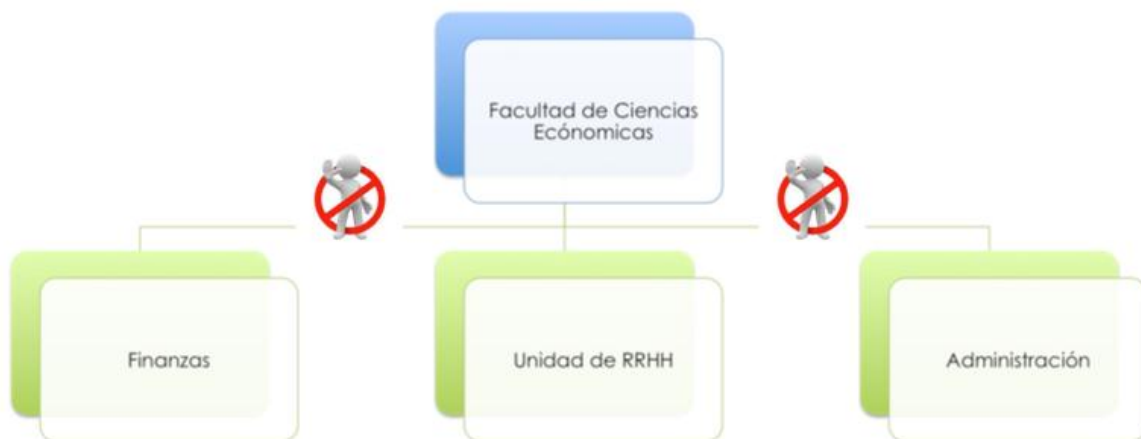 Facultad de Ciencias
Ecónomicas
Finanzas
Unidad de RRHH
Administración